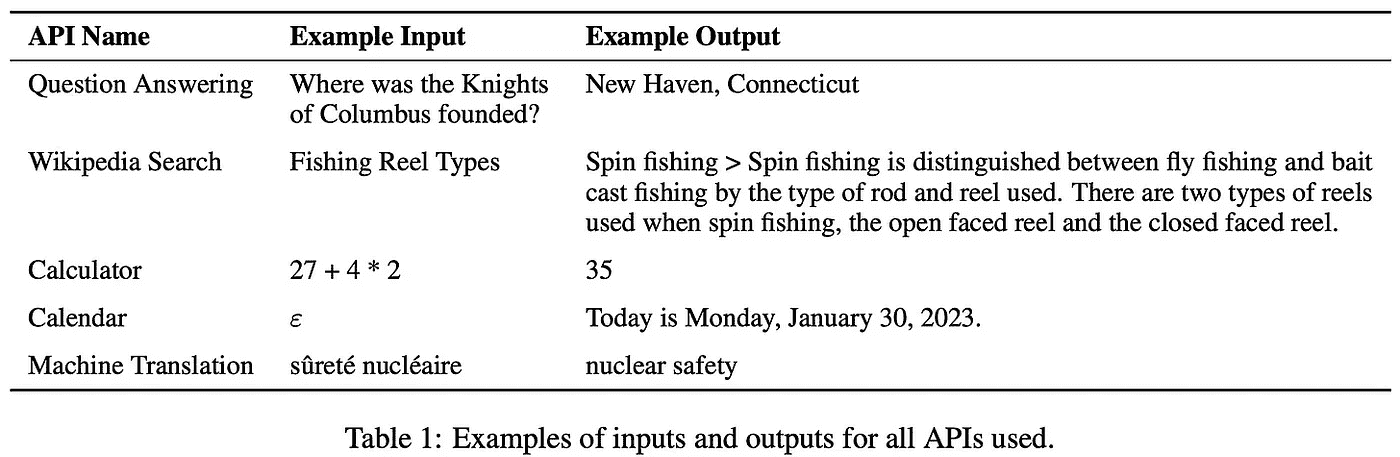 API Name Example Input Example Output
Question Answering Where was the Knights New Haven, Connecticut
of Columbus founded?
Wikipedia Search Fishing Reel Types Spin fishing > Spin fishing is distinguished between fly fishing and bait
cast fishing by the type of rod and reel used. There are two types of reels
used when spin fishing, the open faced reel and the closed faced reel.
Calculator 27 + 4 * 2 35
Calendar ε Today is Monday, January 30, 2023.
Machine Translation sûreté nucléaire nuclear safety
Table 1: Examples of inputs and outputs for all APIs used.